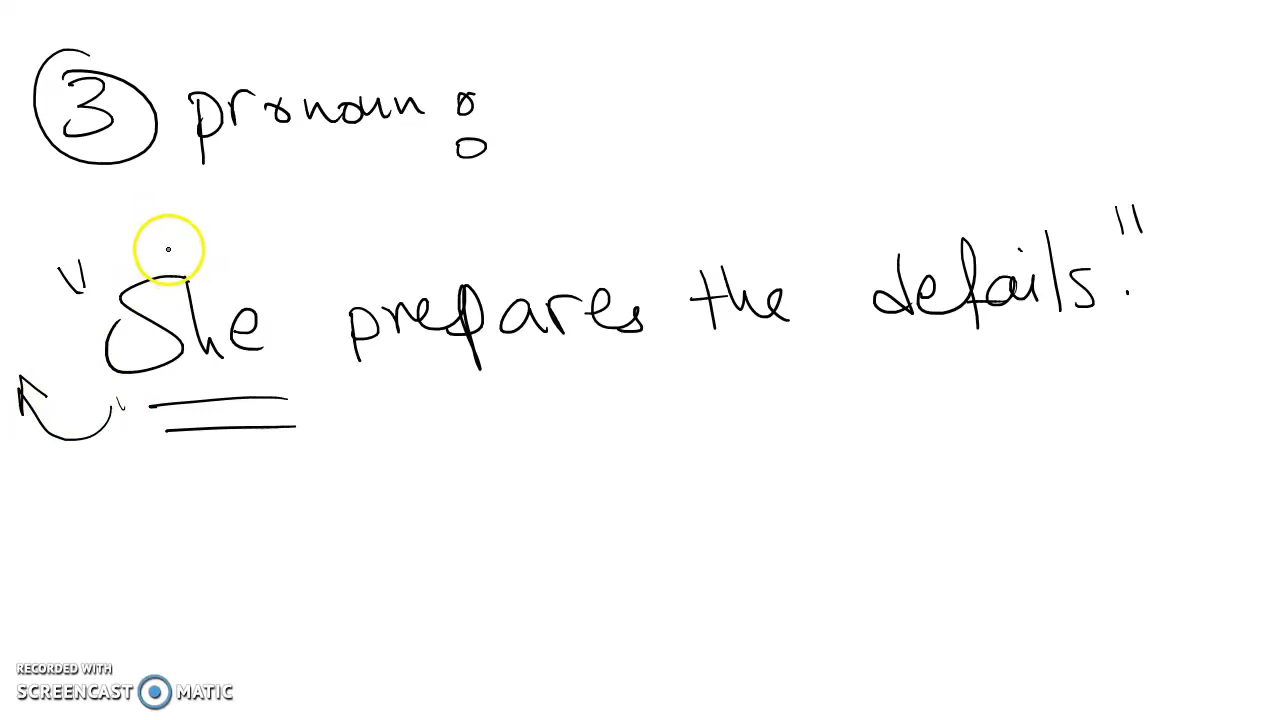 3 pronoun :
"She prepares the details."
RECORDED WITH
SCREENCAST MATIC